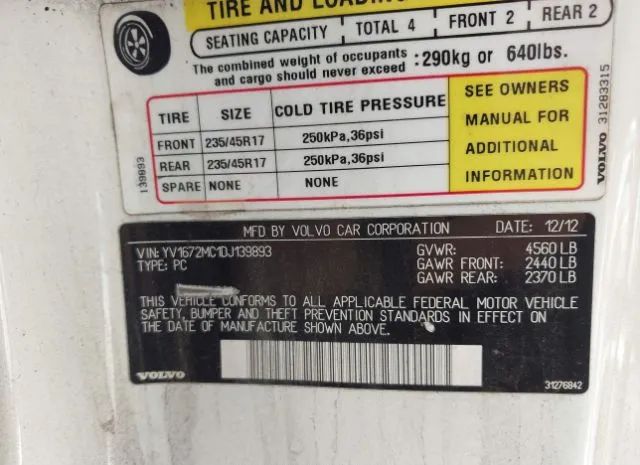 TIRE AND LOADING
SEATING CAPACITY TOTAL 4 FRONT 2 REAR 2
The combined weight of occupants and cargo should never exceed : 290kg or 640lbs.
TIRE SIZE COLD TIRE PRESSURE
FRONT 235/45R17 250kPa,36psi
REAR 235/45R17 250kPa,36psi
SPARE NONE NONE
SEE OWNERS
MANUAL FOR
ADDITIONAL
INFORMATION
139893
VOLVO 31283315
MFD BY VOLVO CAR CORPORATION DATE: 12/12
VIN: YV1672MC1DJ139893 GVWR: 4560 LB
TYPE: PC GAWR FRONT: 2440 LB
GAWR REAR: 2370 LB
THIS VEHICLE CONFORMS TO ALL APPLICABLE FEDERAL MOTOR VEHICLE
SAFETY, BUMPER AND THEFT PREVENTION STANDARDS IN EFFECT ON
THE DATE OF MANUFACTURE SHOWN ABOVE.
VOLVO 31276842